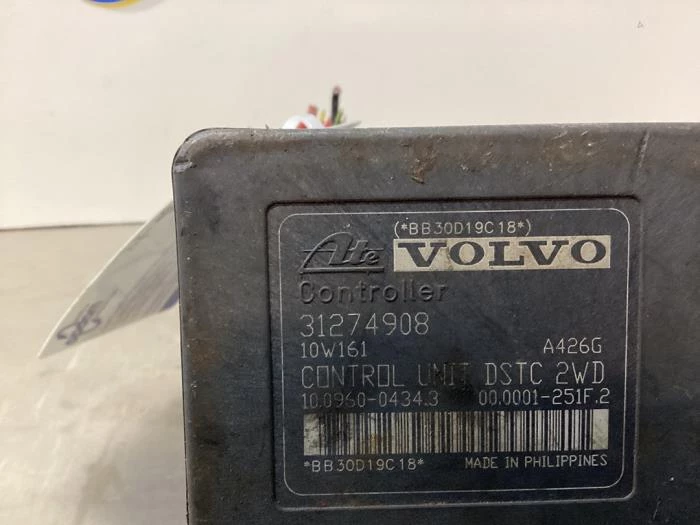 (*BB30D19C18*)
Ate VOLVO
Controller
31274908
10W161 A426G
CONTROL UNIT DSTC 2WD
10.0960-0434.3 00.0001-251F.2
*BB30D19C18* MADE IN PHILIPPINES